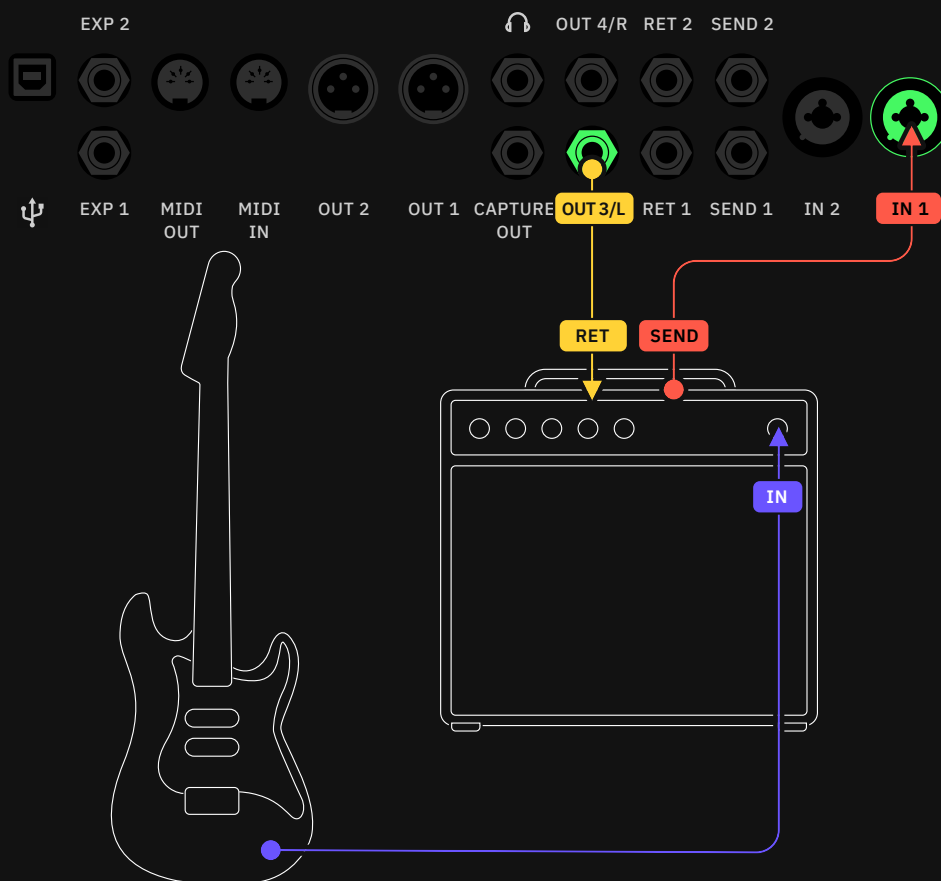 EXP 2
OUT 4/R
RET 2
SEND 2
EXP 1
MIDI
OUT
MIDI
IN
OUT 2
OUT 1
CAPTURE
OUT
OUT 3/L
RET 1
SEND 1
IN 2
IN 1
RET
SEND
IN